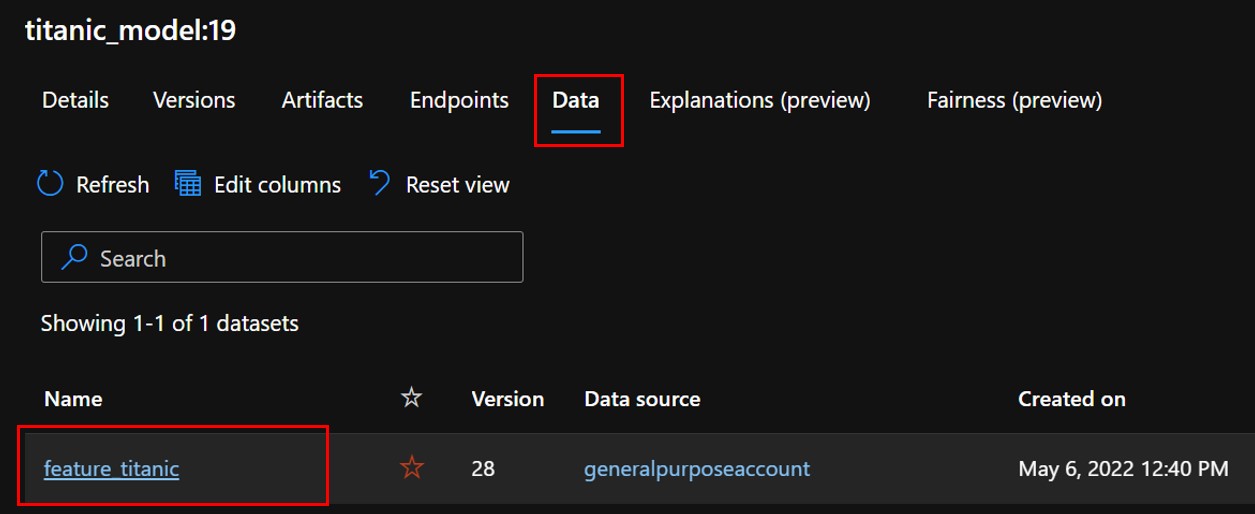 titanic_model:19
Details Versions Artifacts Endpoints Data Explanations (preview) Fairness (preview)
Refresh Edit columns Reset view
Search
Showing 1-1 of 1 datasets
Name Version Data source Created on
feature_titanic 28 generalpurposeaccount May 6, 2022 12:40 PM